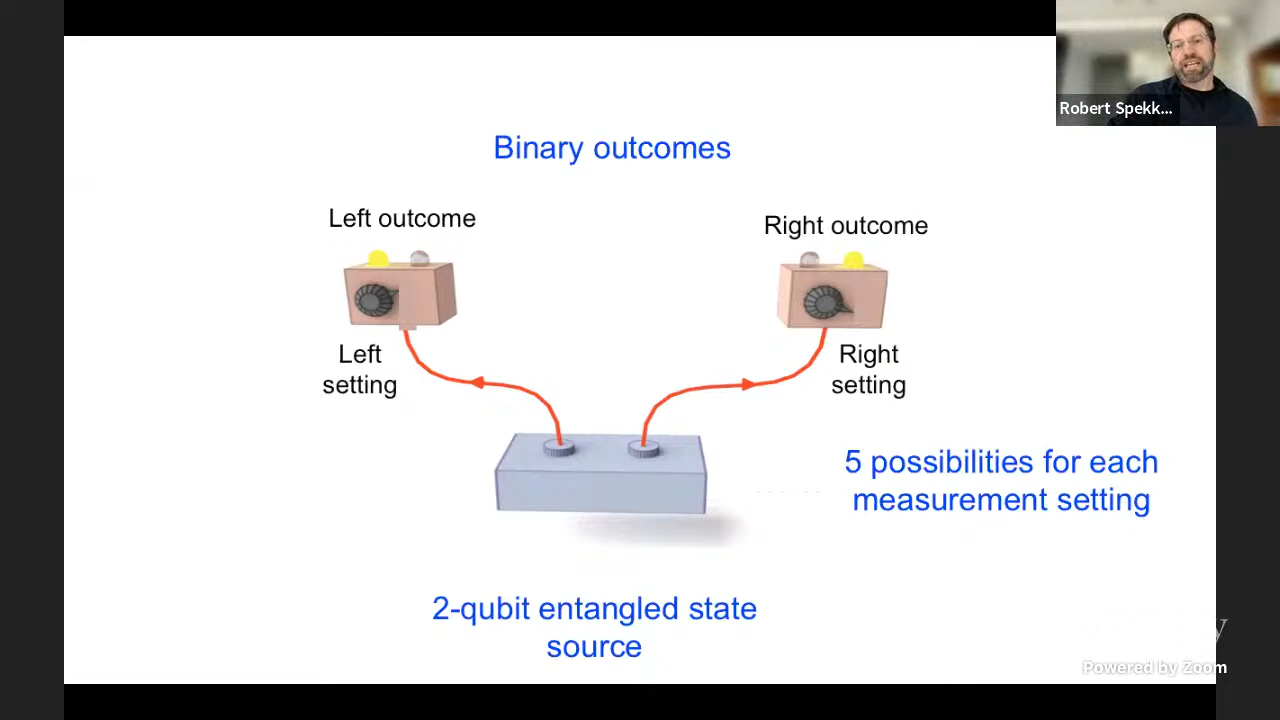 Robert Spekk...
Binary outcomes
Left outcome
Right outcome
Left
setting
Right
setting
5 possibilities for each
measurement setting
2-qubit entangled state
source
Powered by Zoom